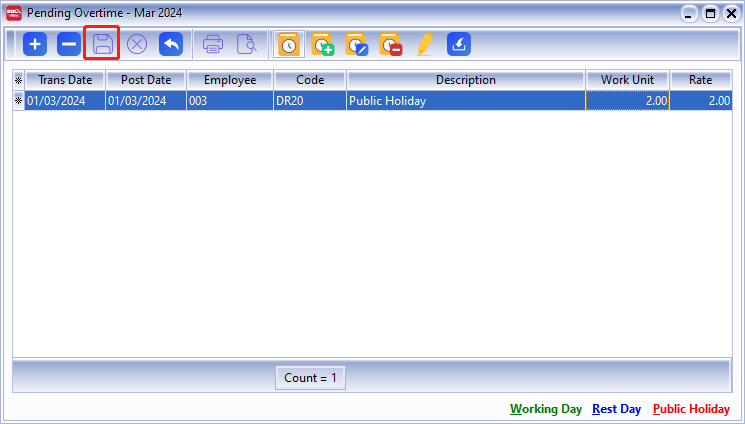 Pending Overtime - Mar 2024
Trans Date Post Date Employee Code Description Work Unit Rate
01/03/2024 01/03/2024 003 DR20 Public Holiday 2.00 2.00
Count = 1
Working Day Rest Day Public Holiday